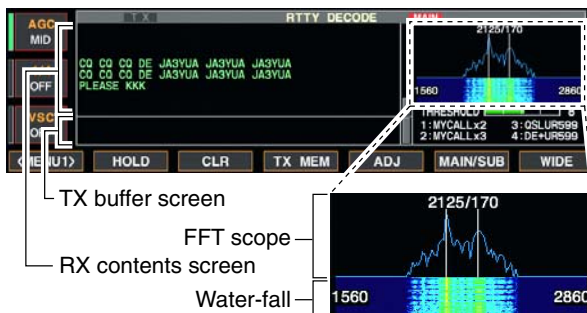 TX
RTTY DECODE
MAIN
AGC
MID
OFF
VSC
CQ CQ CQ DE JA3YUA JA3YUA JA3YUA
CQ CQ CQ DE JA3YUA JA3YUA JA3YUA
PLEASE KKK
2125/170
1560
2860
THRESHOLD
8
1:MYCALLx2
3:QSLUR599
2:MYCALLx3
4:DE+UR599
<MENU1>
HOLD
CLR
TX MEM
ADJ
MAIN/SUB
WIDE
TX buffer screen
FFT scope
RX contents screen
Water-fall
2125/170
1560
2860